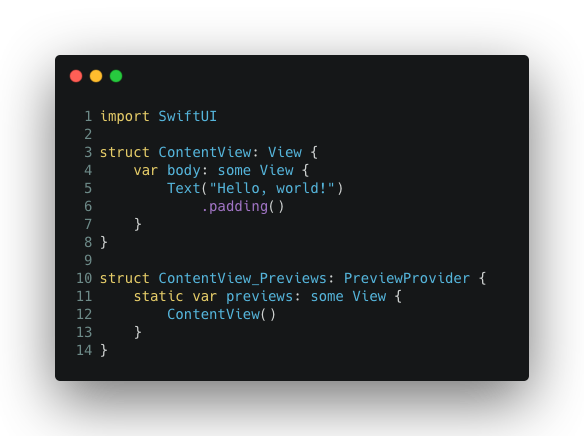 1 import SwiftUI
2
3 struct ContentView: View {
4     var body: some View {
5         Text("Hello, world!")
6             .padding()
7     }
8 }
9
10 struct ContentView_Previews: PreviewProvider {
11     static var previews: some View {
12         ContentView()
13     }
14 }